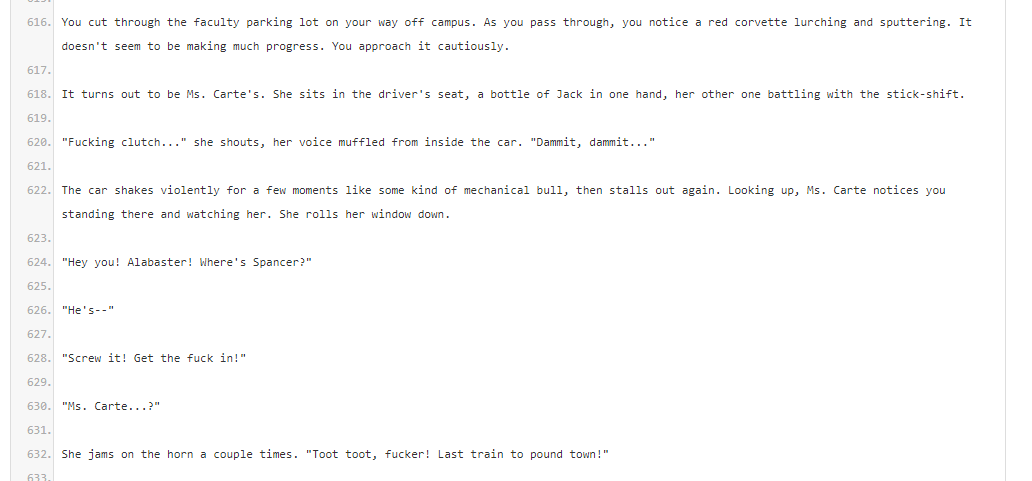 616. You cut through the faculty parking lot on your way off campus. As you pass through, you notice a red corvette lurching and sputtering. It
doesn't seem to be making much progress. You approach it cautiously.
617.
618. It turns out to be Ms. Carte's. She sits in the driver's seat, a bottle of Jack in one hand, her other one battling with the stick-shift.
619.
620. "Fucking clutch..." she shouts, her voice muffled from inside the car. "Dammit, dammit..."
621.
622. The car shakes violently for a few moments like some kind of mechanical bull, then stalls out again. Looking up, Ms. Carte notices you
standing there and watching her. She rolls her window down.
623.
624. "Hey you! Alabaster! Where's Spancer?"
625.
626. "He's--"
627.
628. "Screw it! Get the fuck in!"
629.
630. "Ms. Carte...?"
631.
632. She jams on the horn a couple times. "Toot toot, fucker! Last train to pound town!"
633.